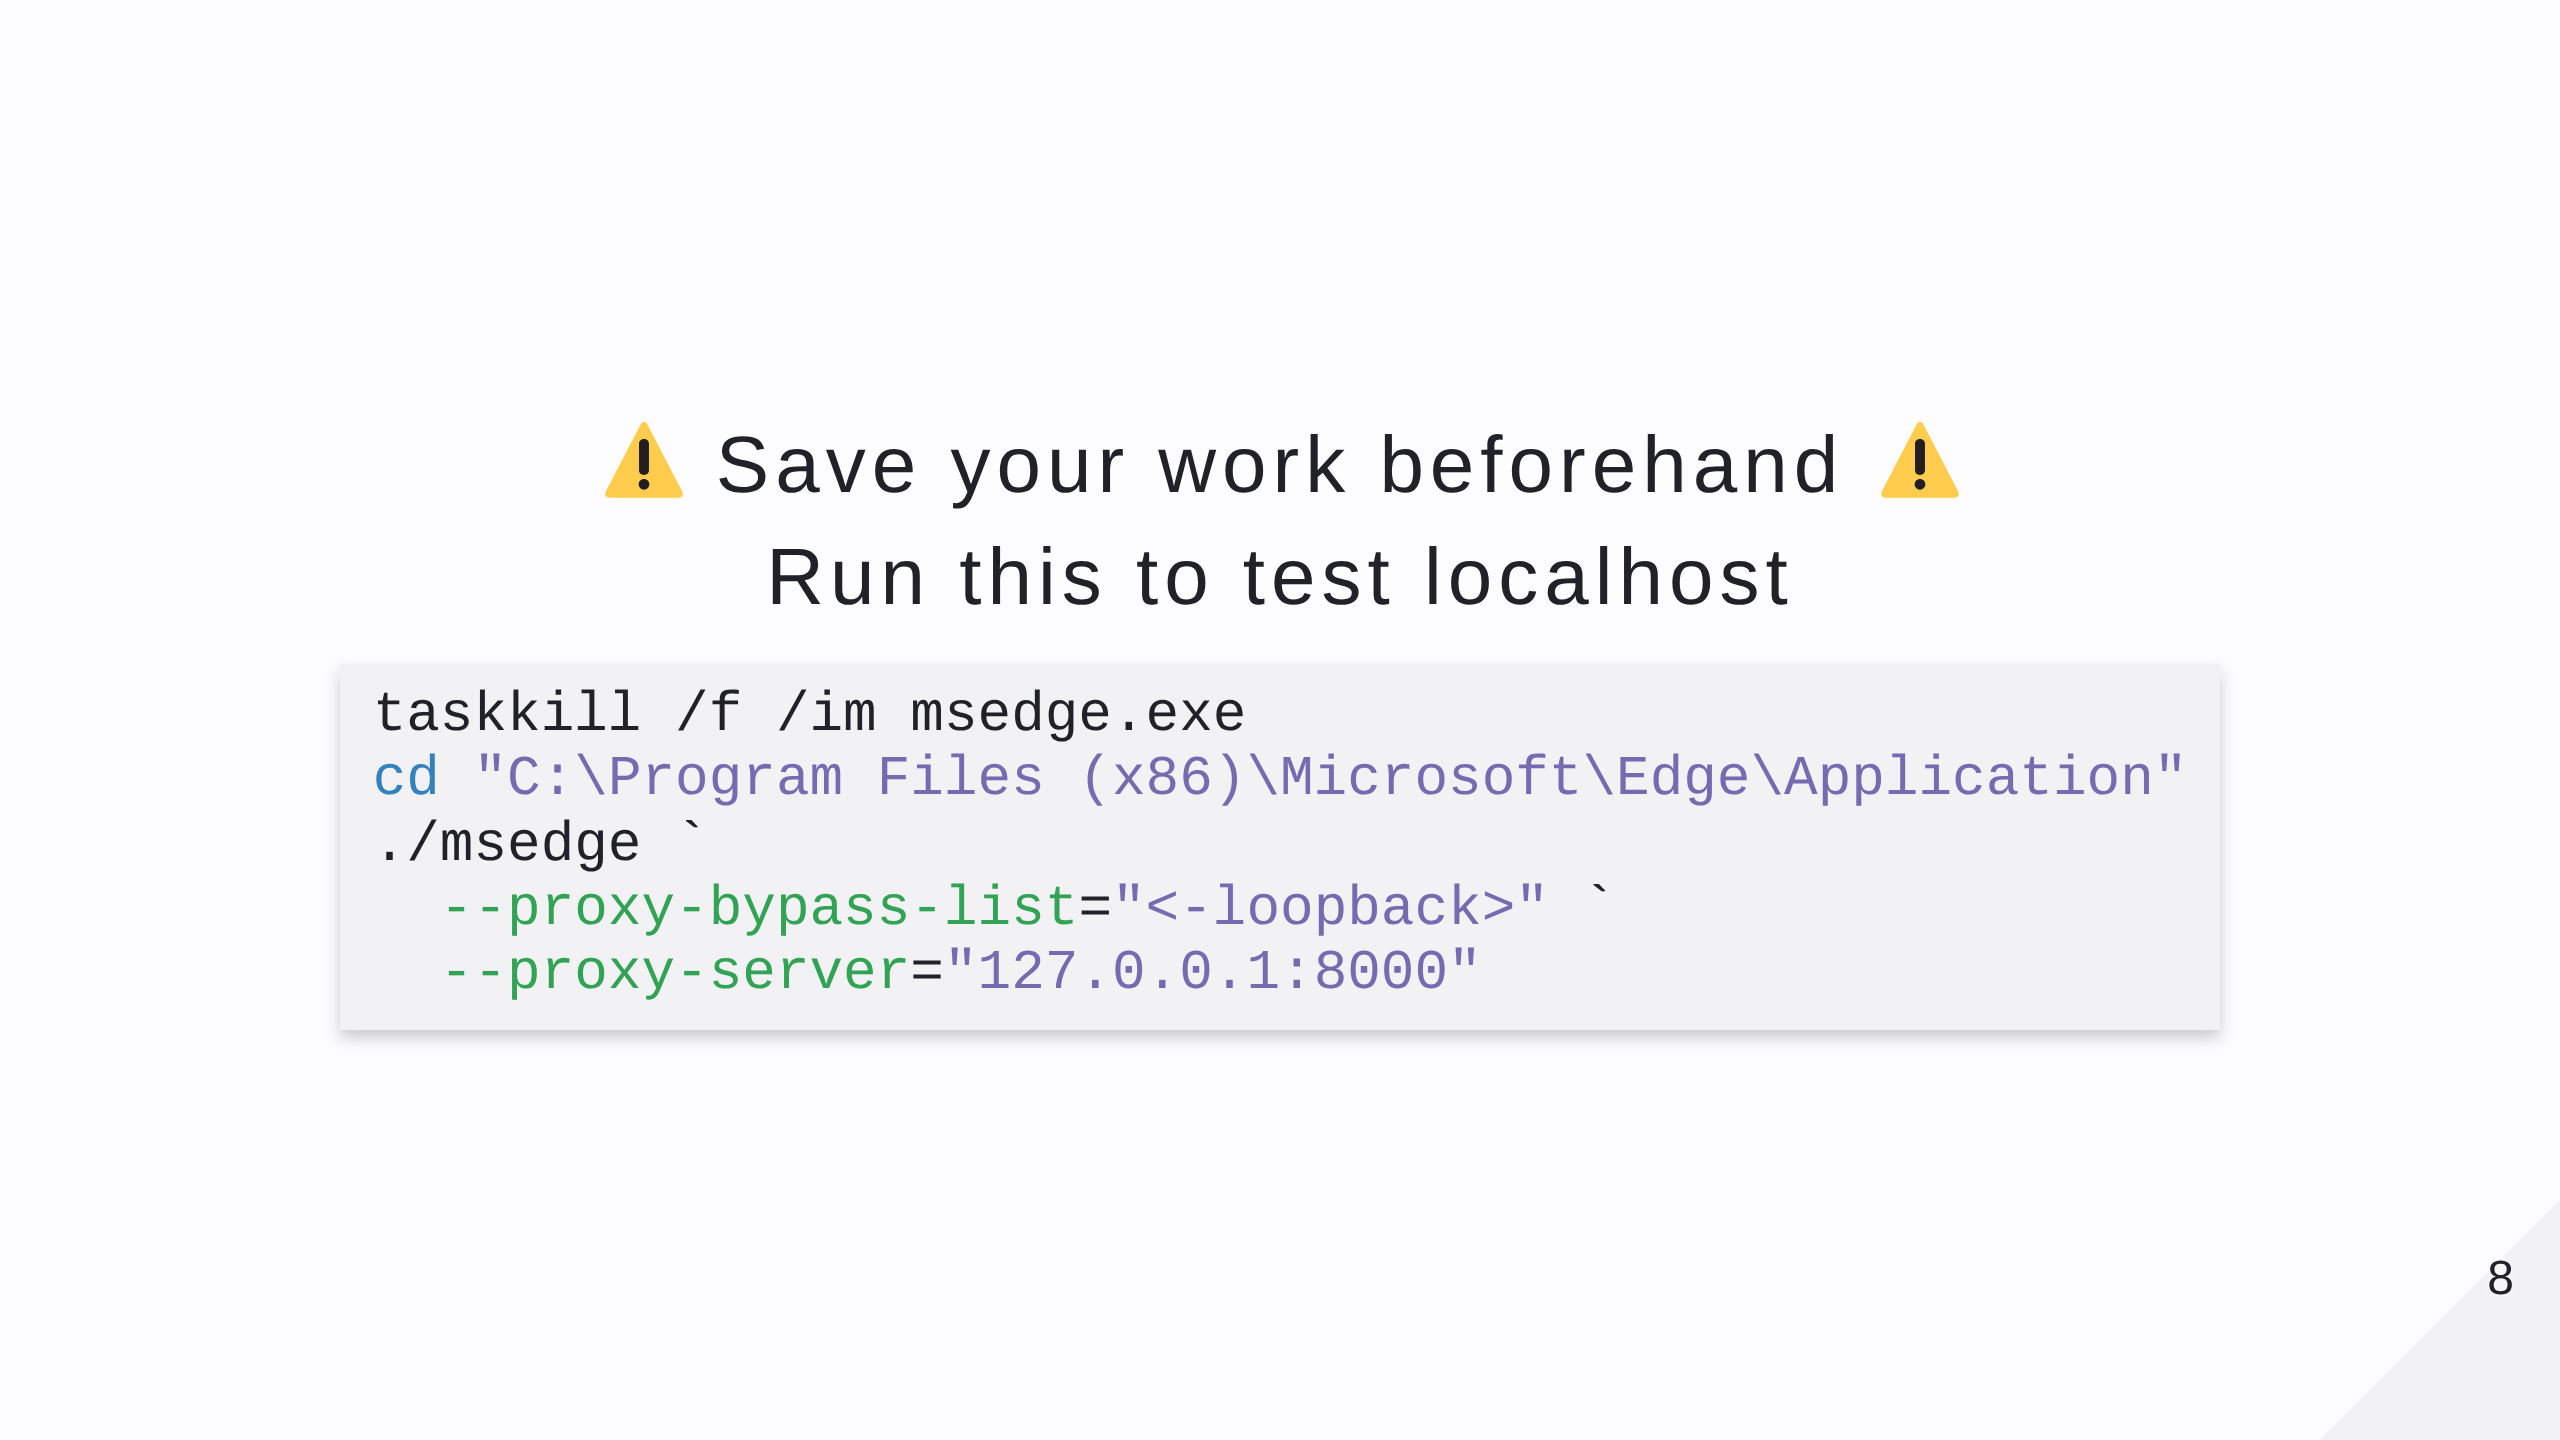 ⚠️ Save your work beforehand ⚠️
Run this to test localhost
taskkill /f /im msedge.exe
cd "C:\Program Files (x86)\Microsoft\Edge\Application"
./msedge `
  --proxy-bypass-list="<-loopback>" `
  --proxy-server="127.0.0.1:8000"
8